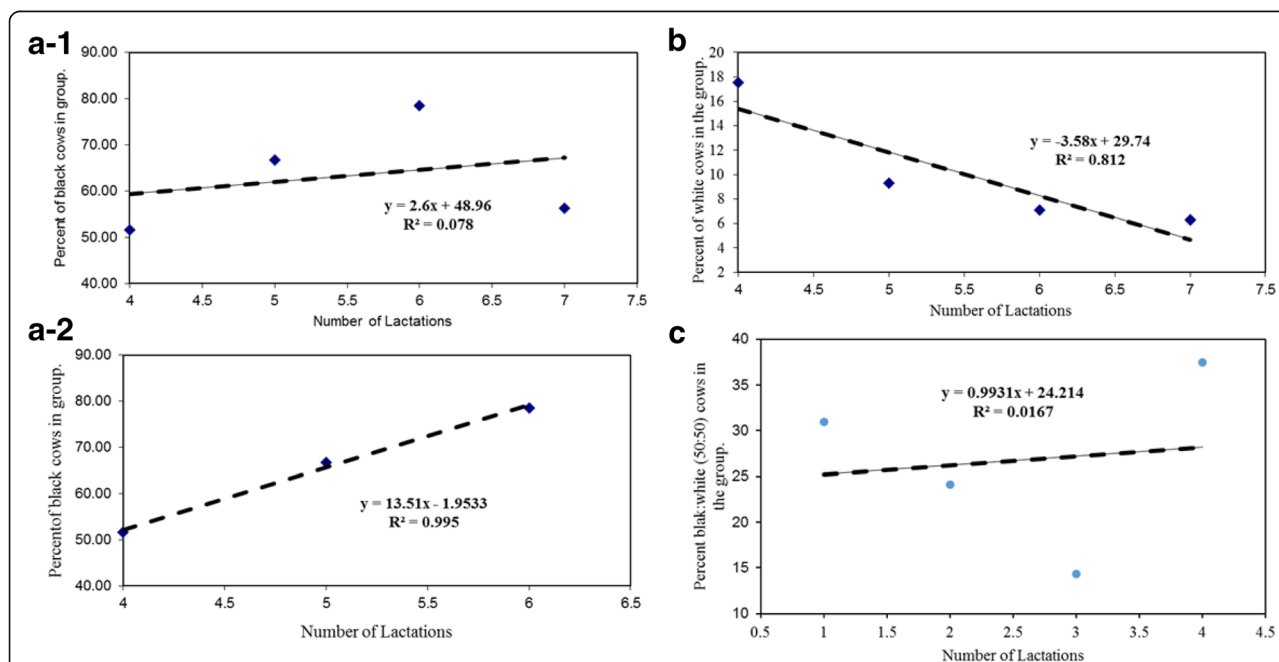 a-1
Percent of black cows in group.
90.00
80.00
70.00
60.00
50.00
40.00
y = 2.6x + 48.96
R² = 0.078
4 4.5 5 5.5 6 6.5 7 7.5
Number of Lactations
b
Percent of white cows in the group.
20
18
16
14
12
10
8
6
4
2
y = -3.58x + 29.74
R² = 0.812
4 4.5 5 5.5 6 6.5 7 7.5
Number of Lactations
a-2
Percentof black cows in group.
90.00
80.00
70.00
60.00
50.00
40.00
y = 13.51x - 1.9533
R² = 0.995
4 4.5 5 5.5 6 6.5
Number of Lactations
c
Percent blak:white (50:50) cows in
the group.
40
35
30
25
20
15
10
y = 0.9931x + 24.214
R² = 0.0167
0.5 1 1.5 2 2.5 3 3.5 4 4.5
Number of Lactations